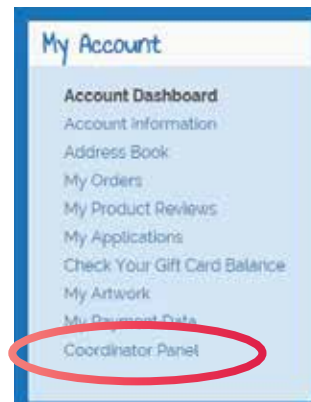 My Account
Account Dashboard
Account Information
Address Book
My Orders
My Product Reviews
My Applications
Check Your Gift Card Balance
My Artwork
My Payment Data
Coordinator Panel